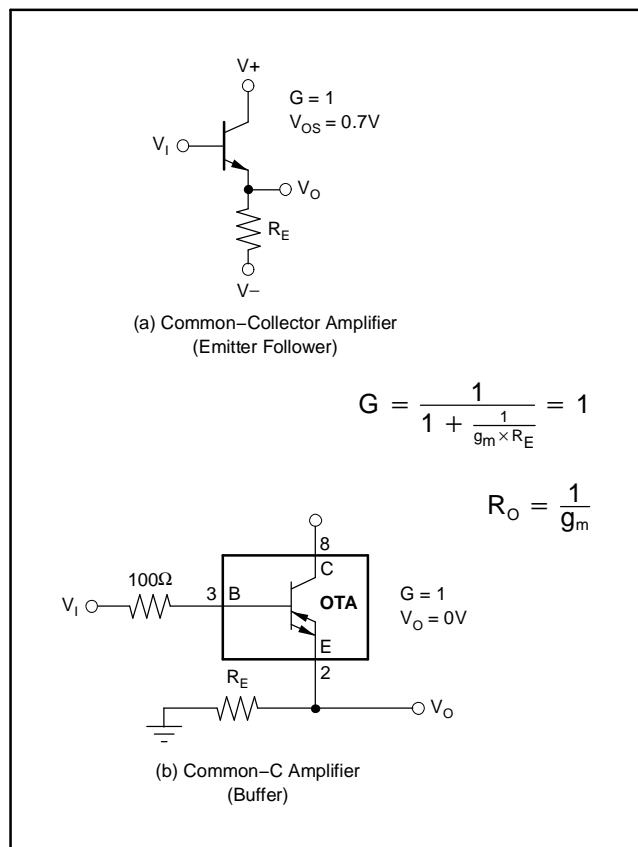 V+
G = 1
V_OS = 0.7V
V_I
V_O
R_E
V−
(a) Common−Collector Amplifier
(Emitter Follower)
G = 1 / (1 + 1 / (g_m × R_E)) = 1
R_O = 1 / g_m
8
C
100Ω
3 B
OTA
G = 1
V_I
V_O = 0V
E
2
R_E
V_O
(b) Common−C Amplifier
(Buffer)